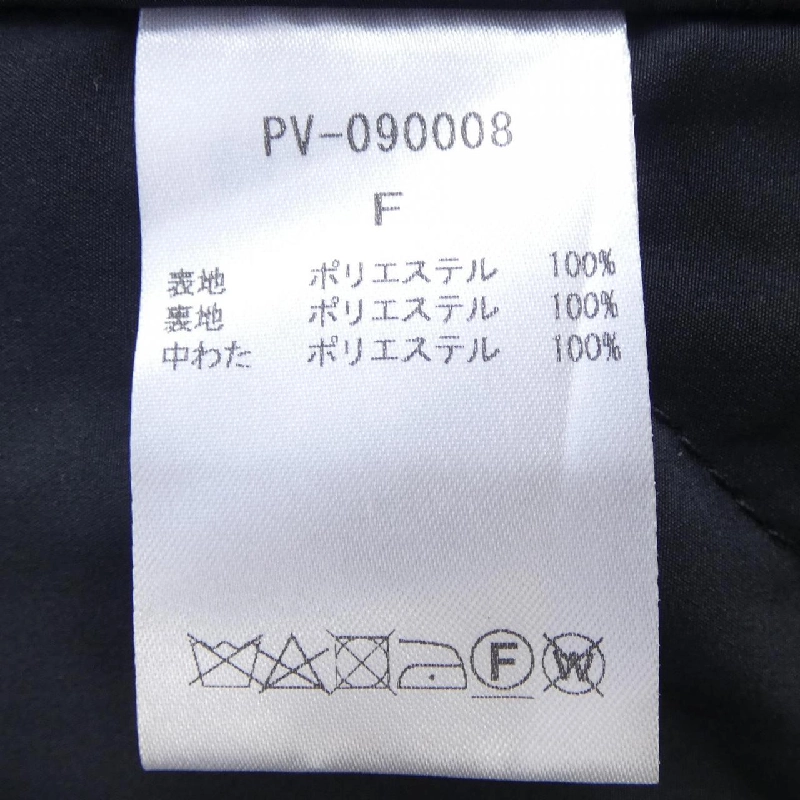 PV-090008
F
表地 ポリエステル 100%
裏地 ポリエステル 100%
中わた ポリエステル 100%
F W